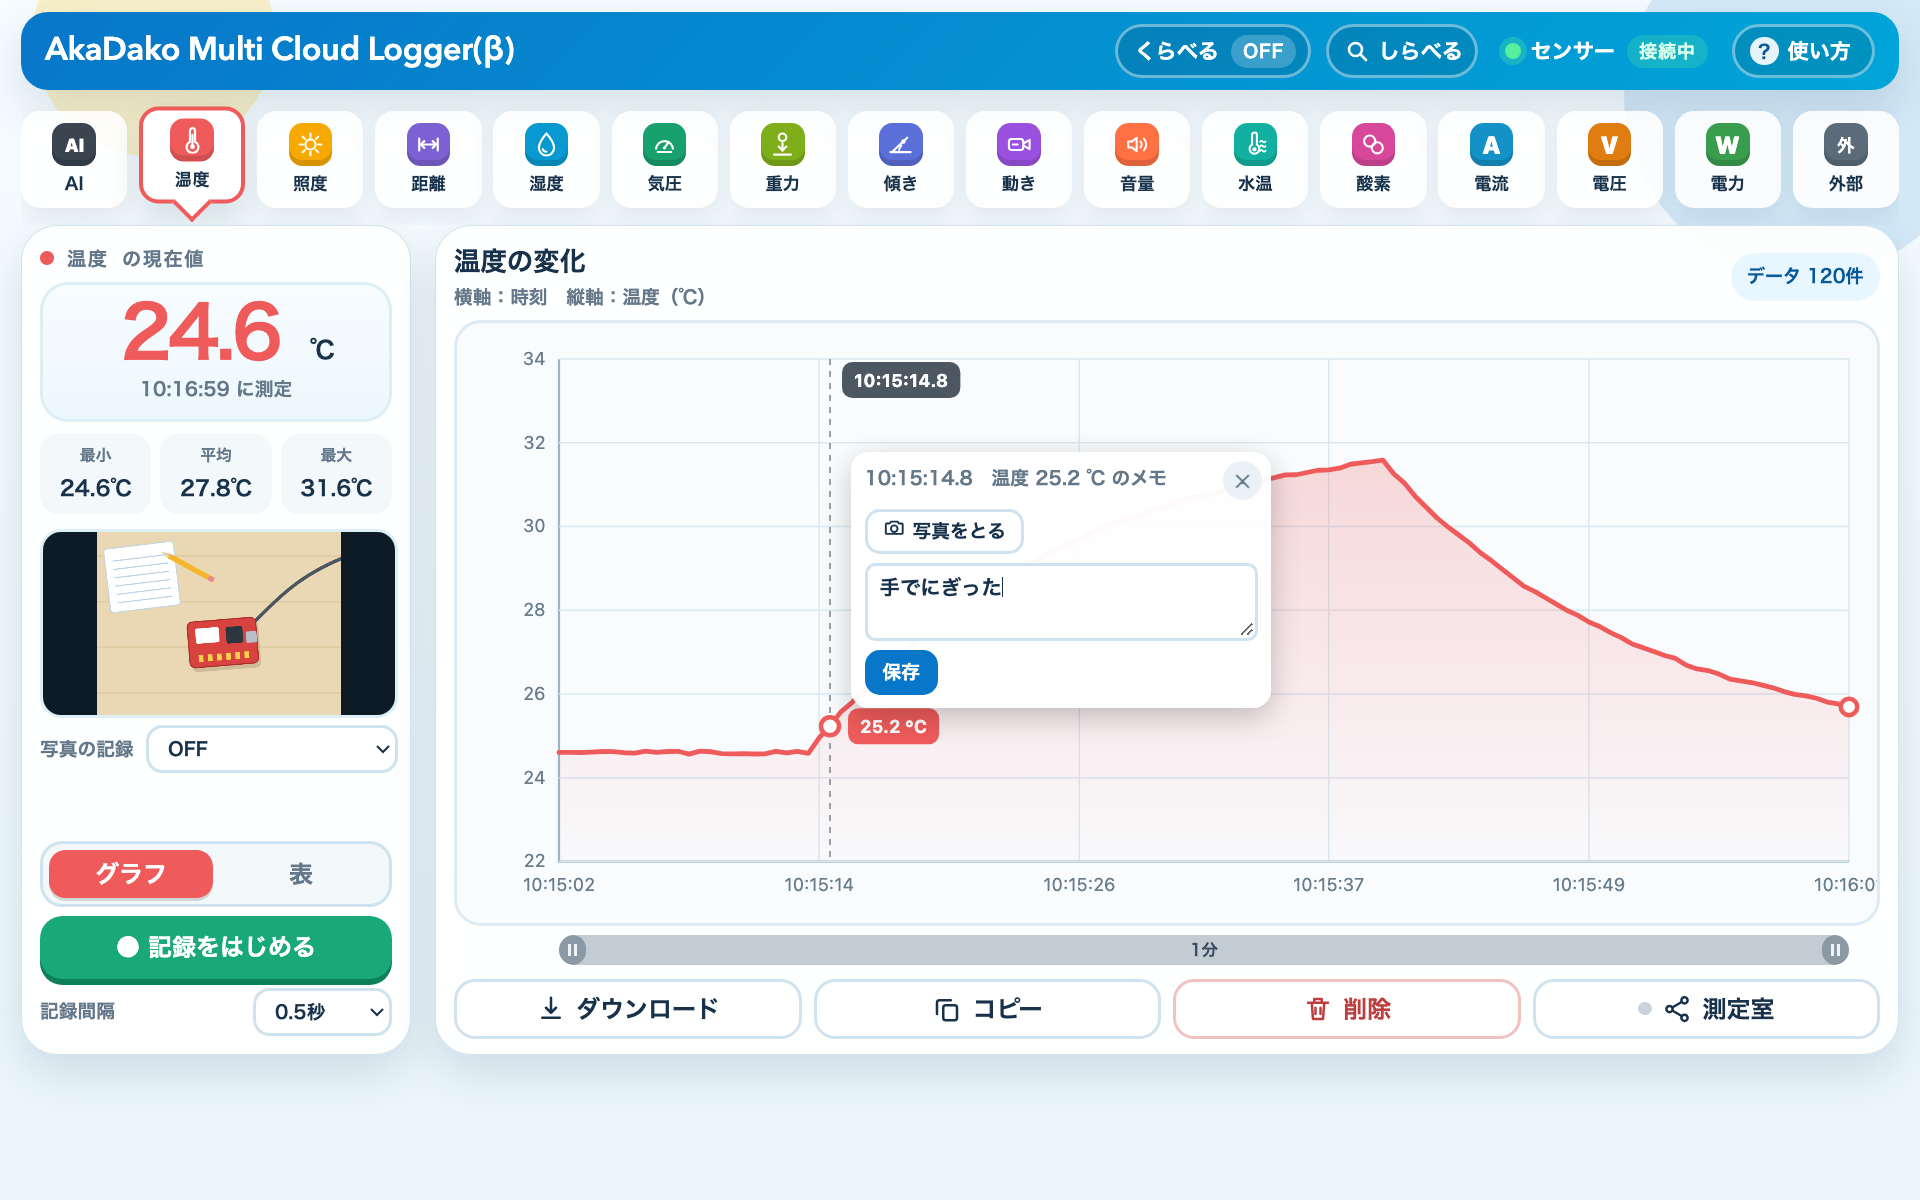 AkaDako Multi Cloud Logger(β)
くらべる OFF
しらべる
センサー 接続中
? 使い方
AI
AI
温度
照度
距離
湿度
気圧
重力
傾き
動き
音量
水温
酸素
A
電流
V
電圧
W
電力
外
外部
温度 の現在値
24.6 ℃
10:16:59 に測定
最小
24.6℃
平均
27.8℃
最大
31.6℃
写真の記録 OFF
グラフ 表
記録をはじめる
記録間隔 0.5秒
温度の変化
横軸：時刻　縦軸：温度（℃）
データ 120件
34
32
30
28
26
24
22
10:15:14.8
10:15:14.8　温度 25.2 ℃ のメモ
写真をとる
手でにぎった
保存
25.2 ℃
10:15:02
10:15:14
10:15:26
10:15:37
10:15:49
1分
ダウンロード
コピー
削除
測定室